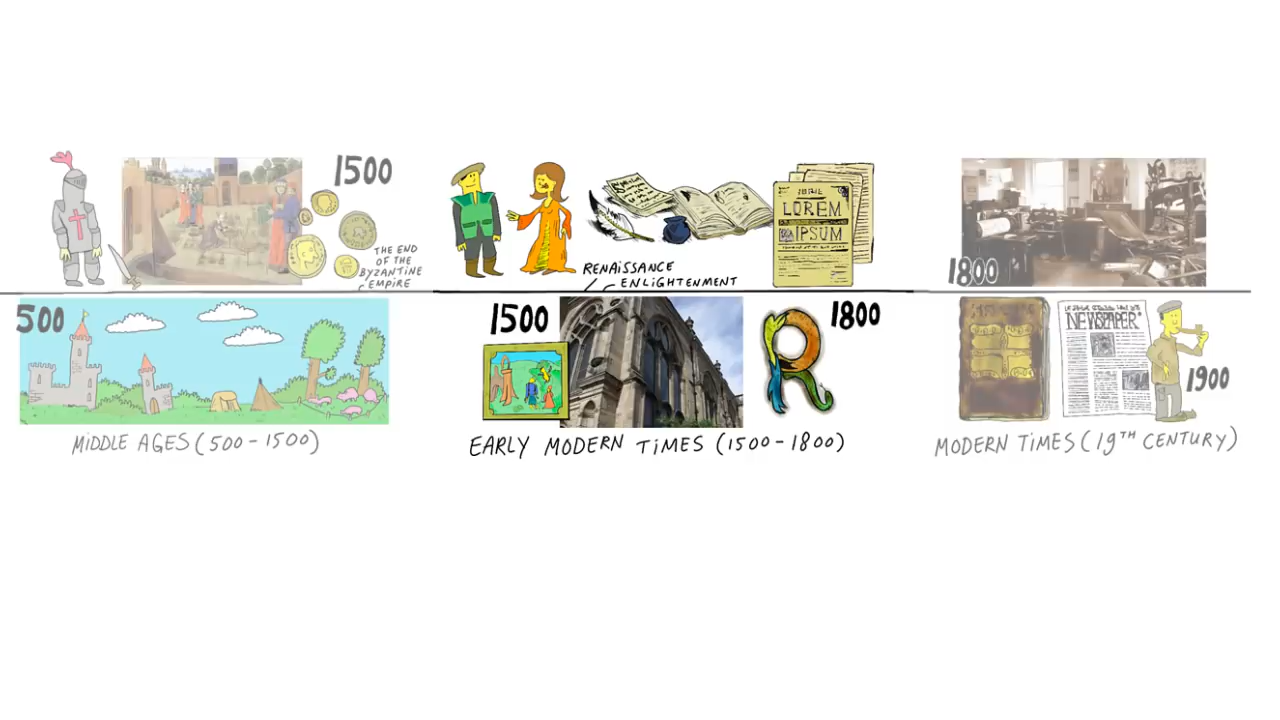 1500
THE END
OF THE
BYZANTINE
EMPIRE
500
MIDDLE AGES (500-1500)
RENAISSANCE
ENLIGHTENMENT
LOREM
IPSUM
1500
1800
R
EARLY MODERN TIMES (1500-1800)
1800
NEWSPAPER
1900
MODERN TIMES (19TH CENTURY)